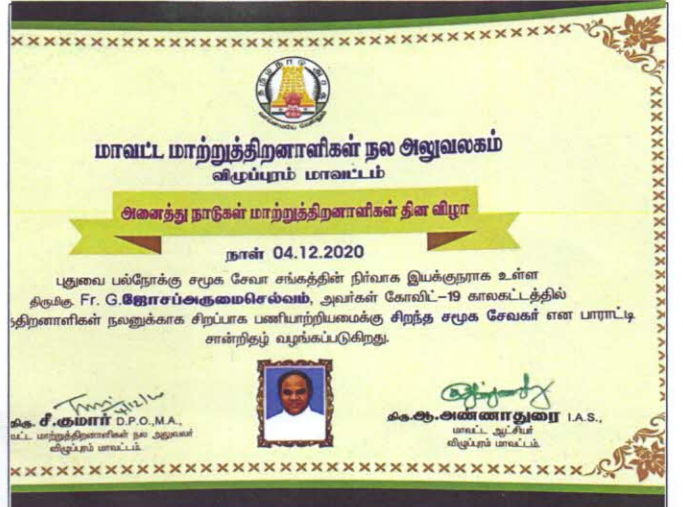 மாவட்ட மாற்றுத்திறனாளிகள் நல அலுவலகம்
விழுப்புரம் மாவட்டம்
அனைத்து நாடுகள் மாற்றுத்திறனாளிகள் தின விழா
நாள் 04.12.2020
புதுவை பல்நோக்கு சமூக சேவா சங்கத்தின் நிர்வாக இயக்குநராக உள்ள
திருமிகு. Fr. G.ஜோசப்அருமைசெல்வம், அவர்கள் கோவிட்-19 காலகட்டத்தில்
நலனுக்காக சிறப்பாக பணியாற்றியமைக்கு சிறந்த சமூக சேவகர் என பாராட்டி
சான்றிதழ் வழங்கப்படுகிறது.
4/12/20
சீ.குமார் D.P.O.,M.A.,
மாற்றுத்திறனாளிகள் நல அலுவலர்
விழுப்புரம் மாவட்டம்.
திரு.ஆ.அண்ணாதுரை I.A.S.,
மாவட்ட ஆட்சியர்
விழுப்புரம் மாவட்டம்.